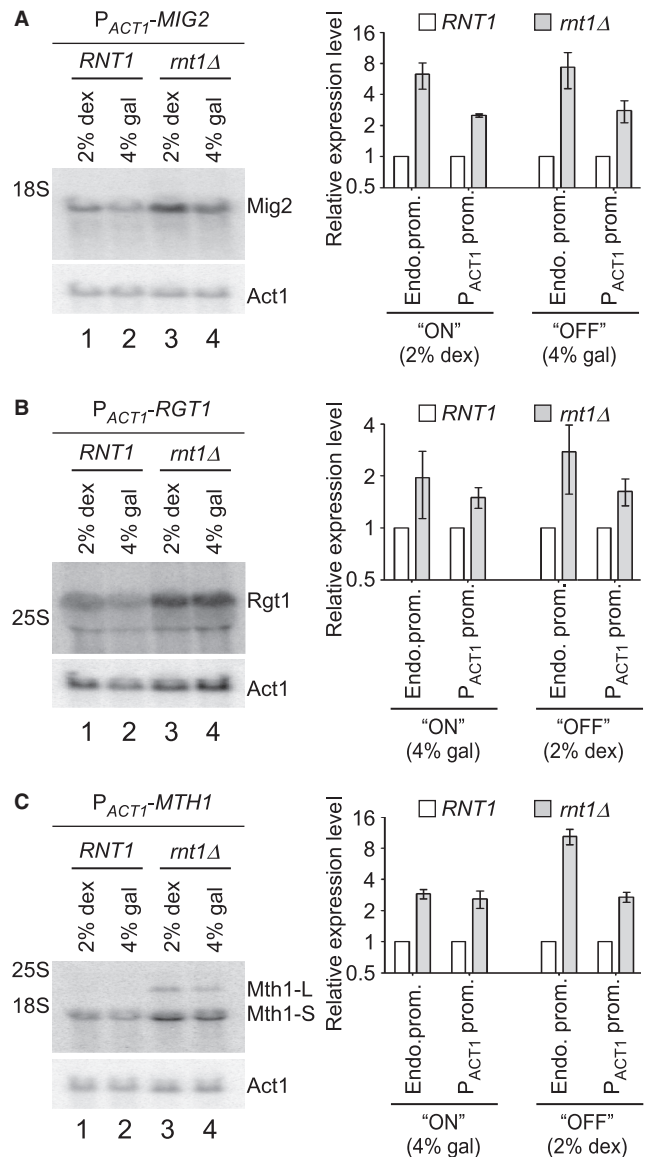 A
P_ACT1-MIG2
RNT1 rnt1Δ
2% dex
4% gal
2% dex
4% gal
18S
Mig2
Act1
1 2 3 4
Relative expression level
RNT1 rnt1Δ
16
8
4
2
1
0.5
Endo.prom.
P_ACT1 prom.
Endo. prom.
P_ACT1 prom.
“ON”
(2% dex)
“OFF”
(4% gal)
B
P_ACT1-RGT1
RNT1 rnt1Δ
2% dex
4% gal
2% dex
4% gal
Rgt1
25S
Act1
1 2 3 4
Relative expression level
RNT1 rnt1Δ
4
2
1
0.5
Endo.prom.
P_ACT1 prom.
Endo. prom.
P_ACT1 prom.
“ON”
(4% gal)
“OFF”
(2% dex)
C
P_ACT1-MTH1
RNT1 rnt1Δ
2% dex
4% gal
2% dex
4% gal
25S
18S
Mth1-L
Mth1-S
Act1
1 2 3 4
Relative expression level
RNT1 rnt1Δ
16
8
4
2
1
0.5
Endo.prom.
P_ACT1 prom.
Endo. prom.
P_ACT1 prom.
“ON”
(4% gal)
“OFF”
(2% dex)